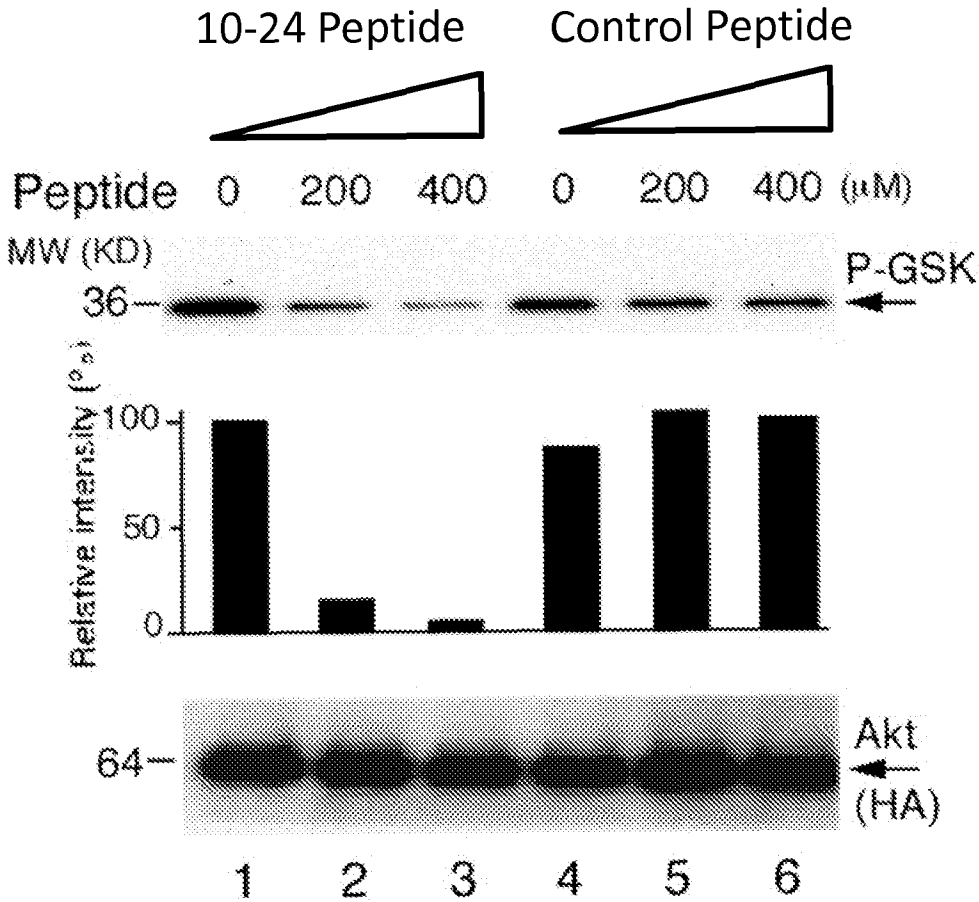 10-24 Peptide Control Peptide
Peptide 0 200 400 0 200 400 (µM)
MW (KD)
P-GSK
36
Relative intensity (%)
100
50
0
64
Akt
(HA)
1 2 3 4 5 6